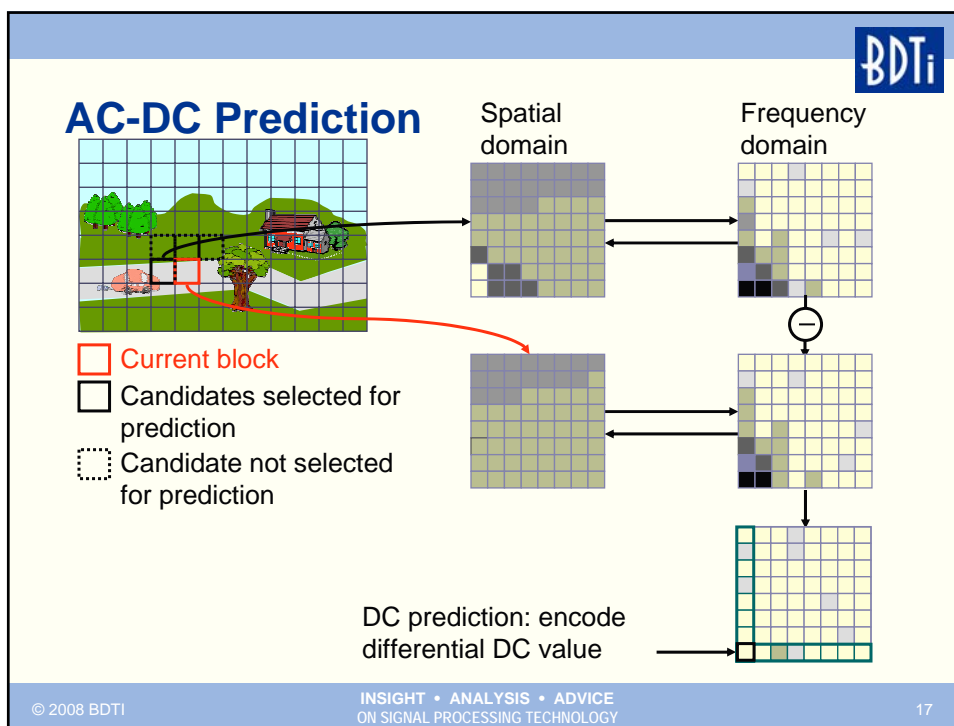 BDTi
AC-DC Prediction
Spatial
domain
Frequency
domain
Current block
Candidates selected for
prediction
Candidate not selected
for prediction
DC prediction: encode
differential DC value
© 2008 BDTI
INSIGHT • ANALYSIS • ADVICE
ON SIGNAL PROCESSING TECHNOLOGY
17